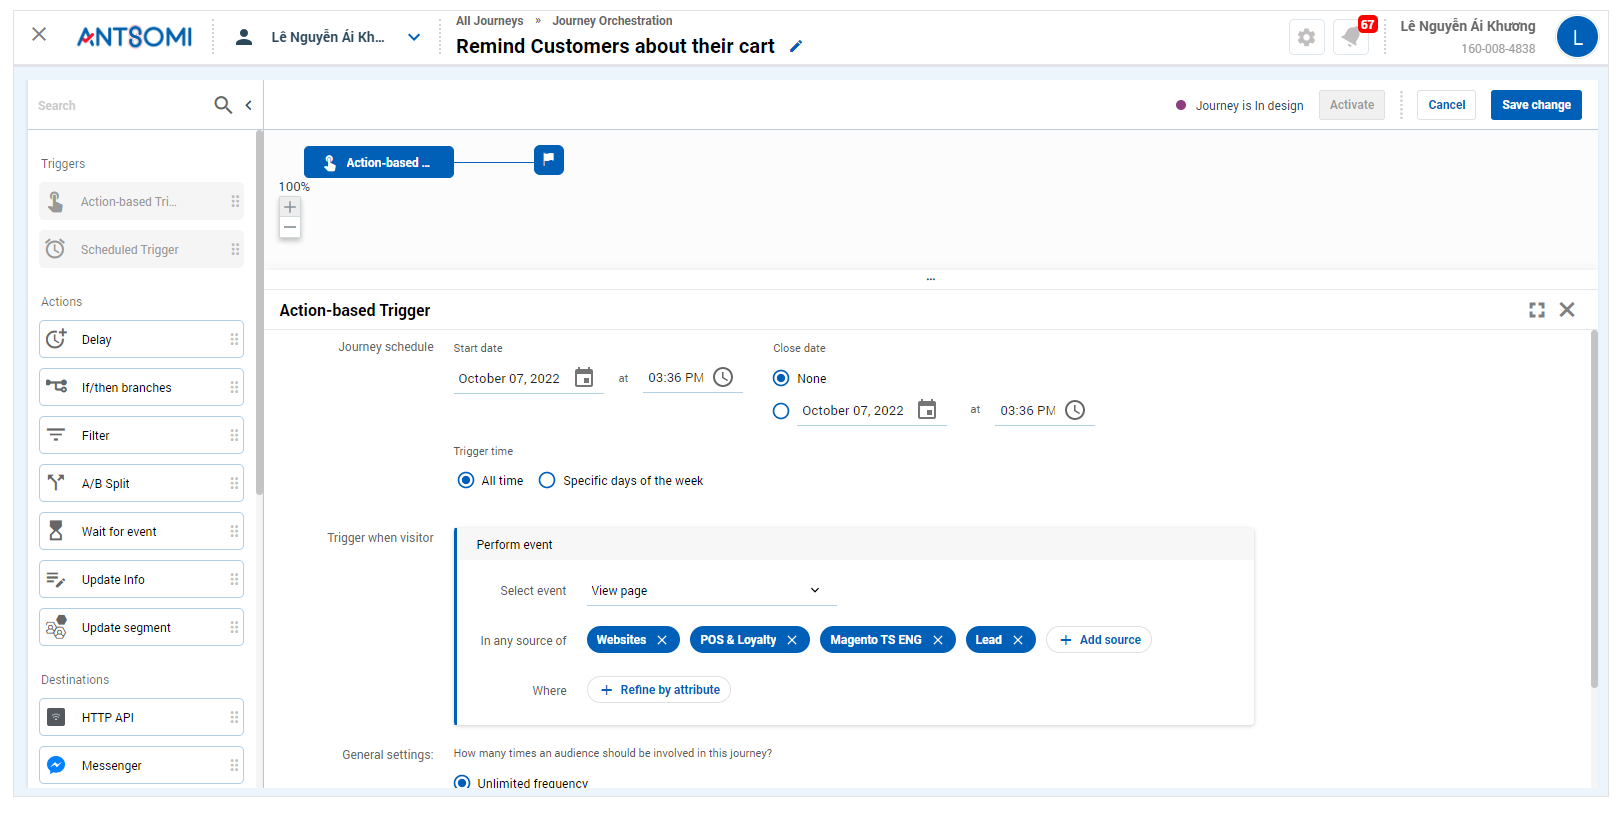 ANTSOMI
Lê Nguyễn Ái Kh...
All Journeys » Journey Orchestration
Remind Customers about their cart
67
Lê Nguyễn Ái Khương
160-008-4838
L
Search
Journey is In design
Activate
Cancel
Save change
Triggers
Action-based Tri...
Scheduled Trigger
Actions
Delay
If/then branches
Filter
A/B Split
Wait for event
Update Info
Update segment
Destinations
HTTP API
Messenger
Action-based ...
100%
+
−
...
Action-based Trigger
Journey schedule
Start date
October 07, 2022 at 03:36 PM
Close date
None
October 07, 2022 at 03:36 PM
Trigger time
All time Specific days of the week
Trigger when visitor
Perform event
Select event View page
In any source of Websites POS & Loyalty Magento TS ENG Lead + Add source
Where + Refine by attribute
General settings: How many times an audience should be involved in this journey?
Unlimited frequency